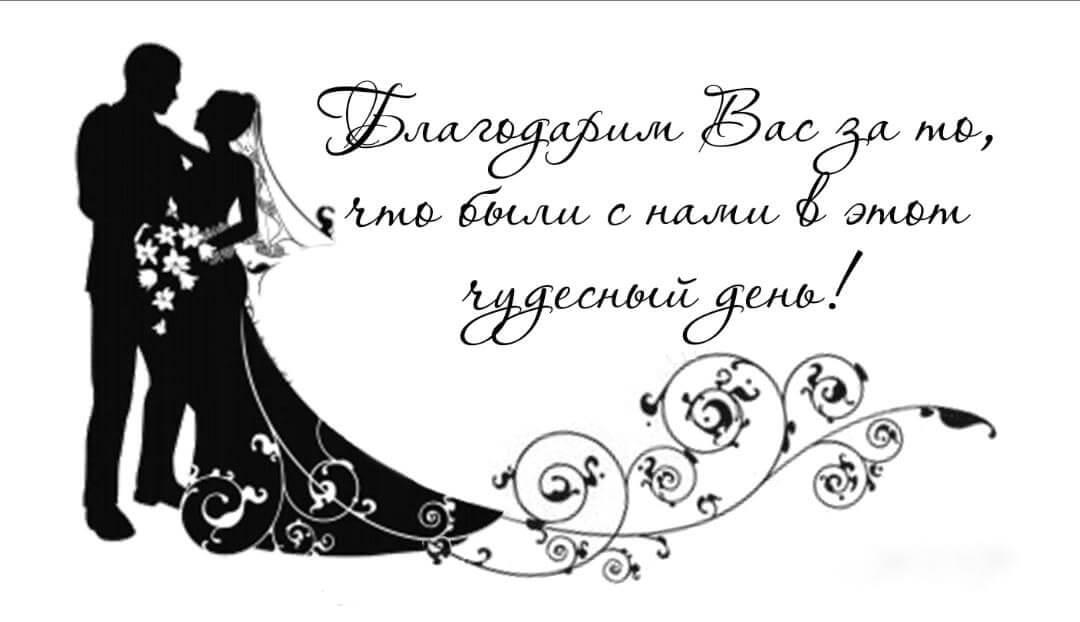 Благодарим Вас за то,
что были с нами в этот
чудесный день!